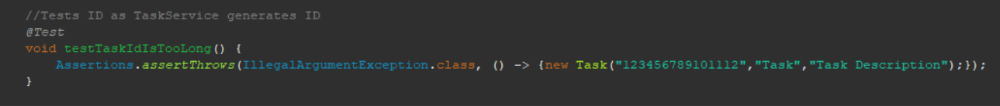 //Tests ID as TaskService generates ID
@Test
void testTaskIdIsTooLong() {
    Assertions.assertThrows(IllegalArgumentException.class, () -> {new Task("123456789101112","Task","Task Description");});
}